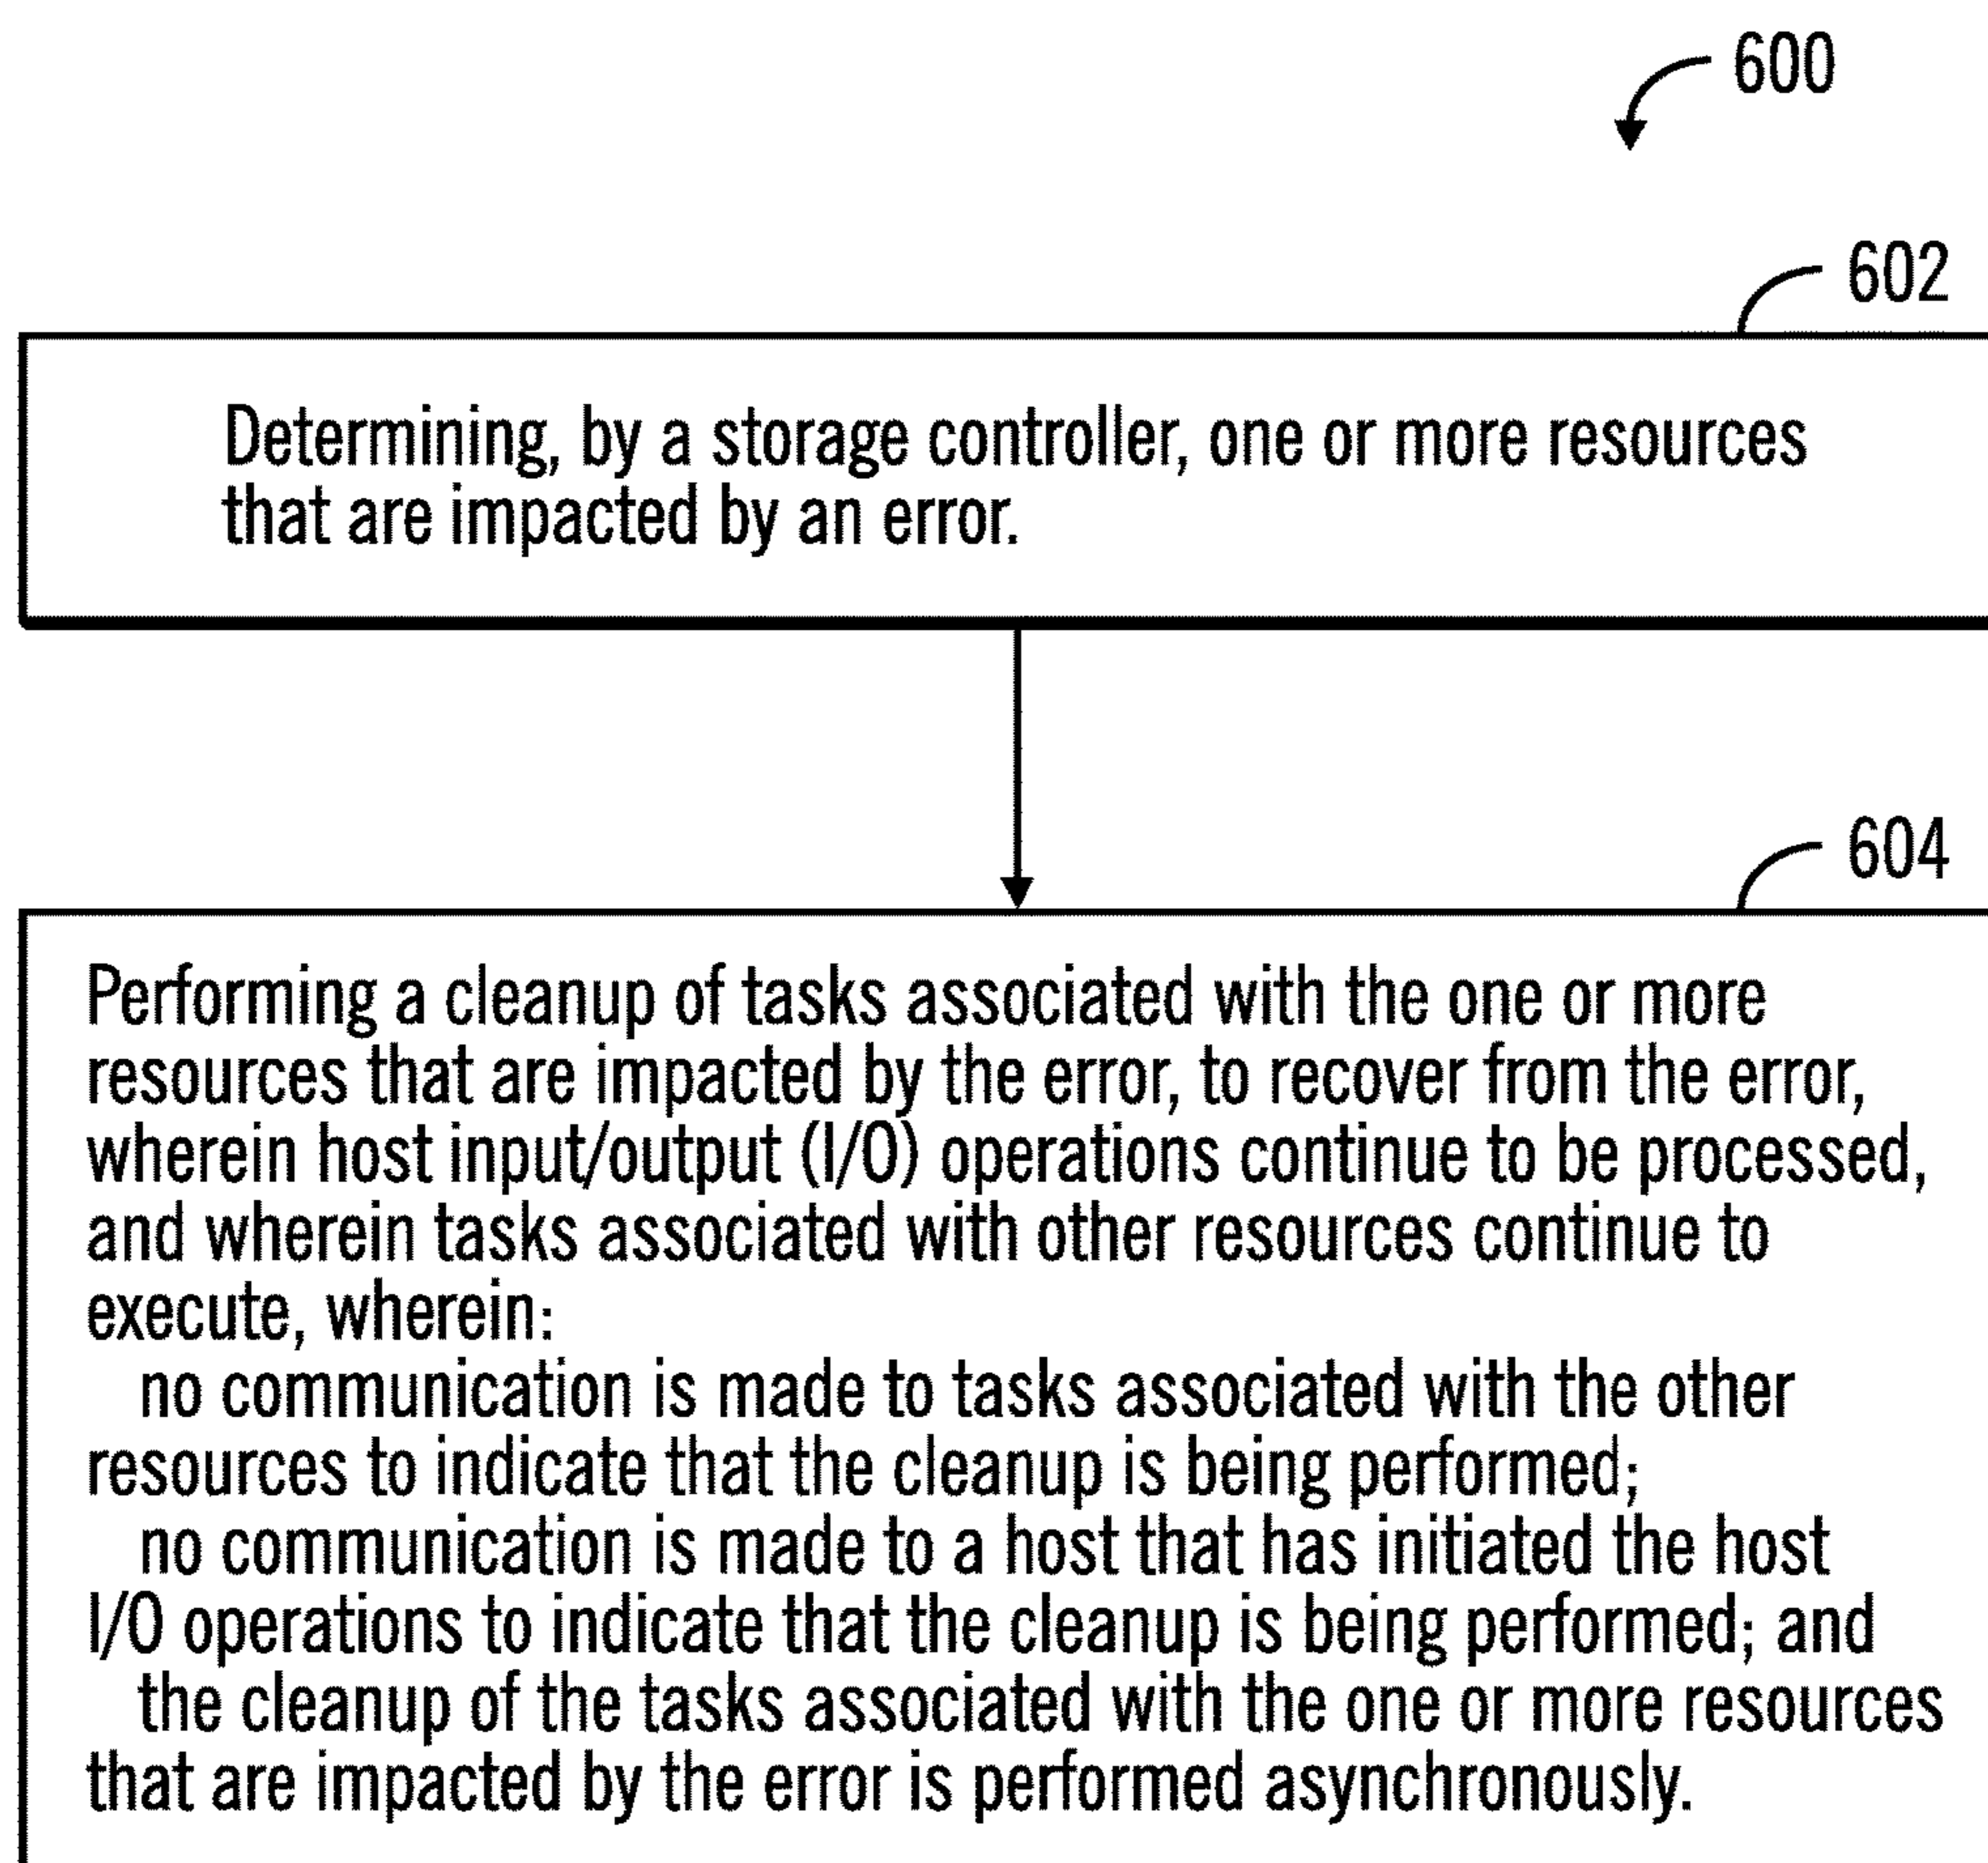 600
602
Determining, by a storage controller, one or more resources
that are impacted by an error.
604
Performing a cleanup of tasks associated with the one or more
resources that are impacted by the error, to recover from the error,
wherein host input/output (I/O) operations continue to be processed,
and wherein tasks associated with other resources continue to
execute, wherein:
no communication is made to tasks associated with the other
resources to indicate that the cleanup is being performed;
no communication is made to a host that has initiated the host
I/O operations to indicate that the cleanup is being performed; and
the cleanup of the tasks associated with the one or more resources
that are impacted by the error is performed asynchronously.